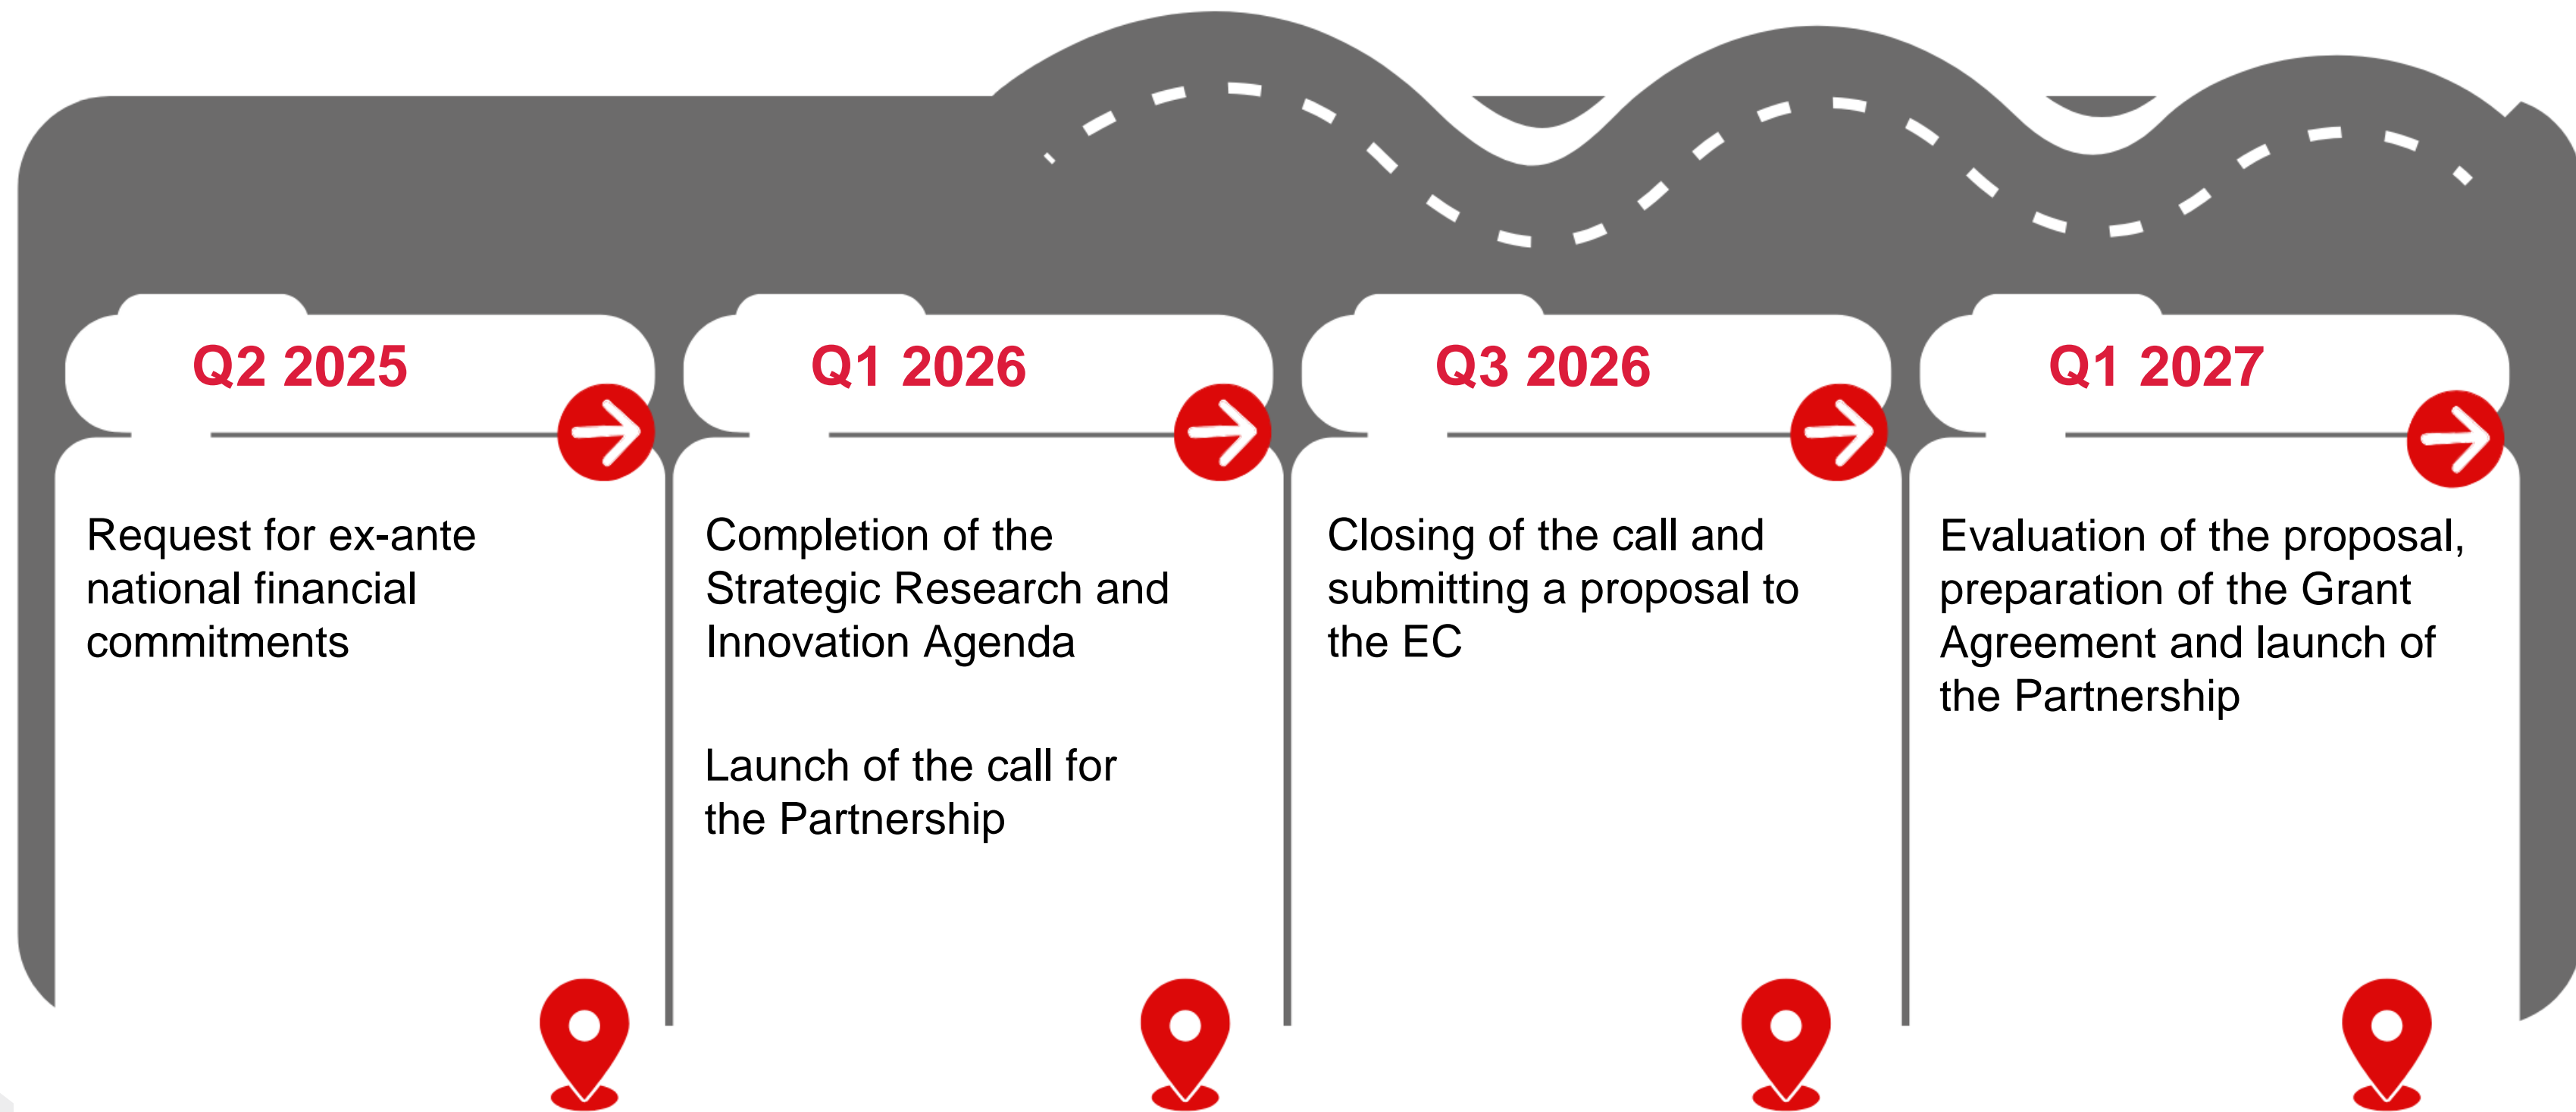 Q2 2025
Request for ex-ante
national financial
commitments
Q1 2026
Completion of the
Strategic Research and
Innovation Agenda
Launch of the call for
the Partnership
Q3 2026
Closing of the call and
submitting a proposal to
the EC
Q1 2027
Evaluation of the proposal,
preparation of the Grant
Agreement and launch of
the Partnership